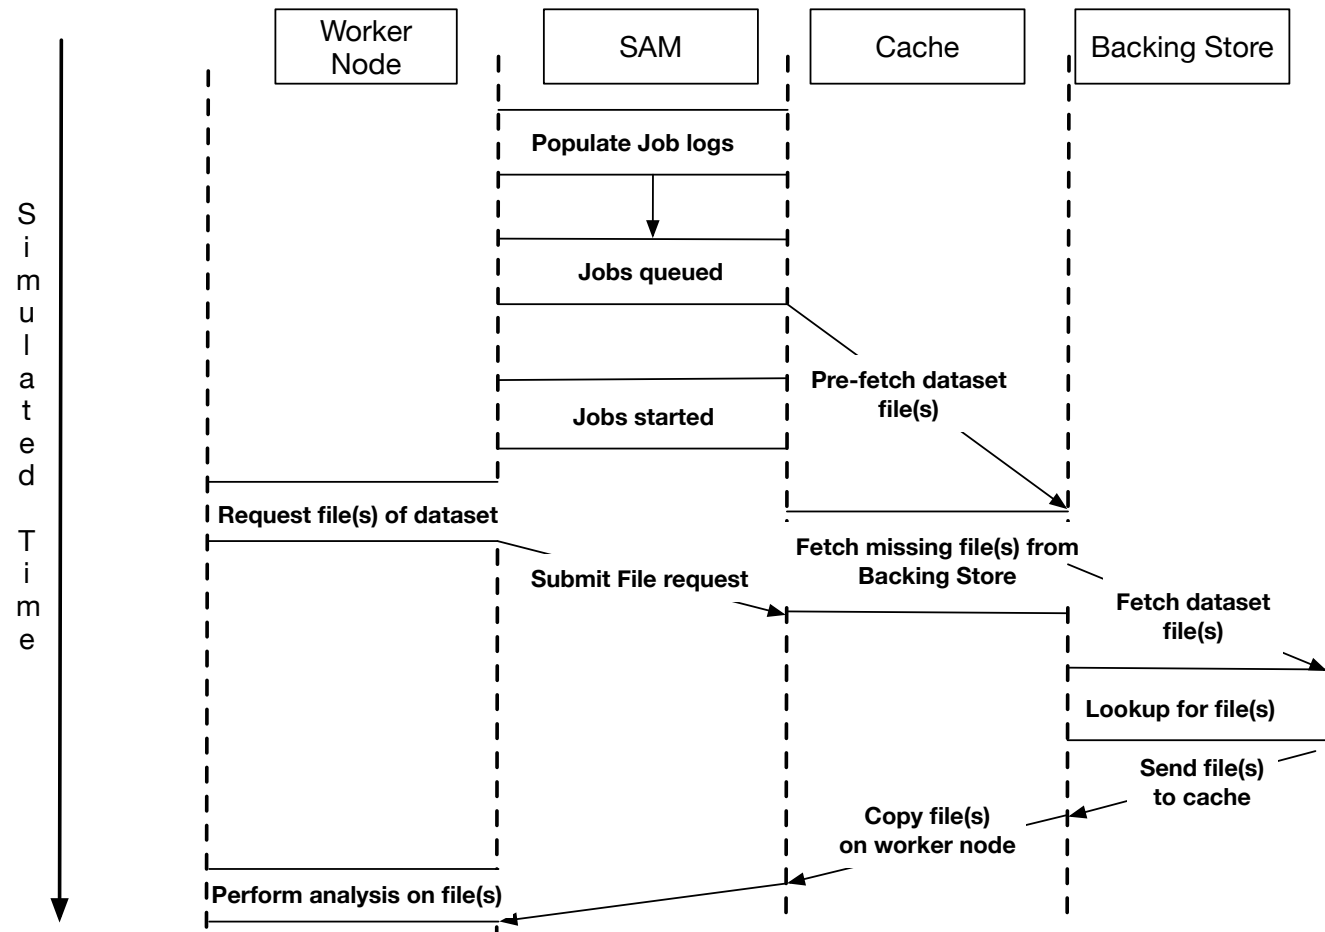 Worker
Node
SAM
Cache
Backing Store
Populate Job logs
Jobs queued
Pre-fetch dataset
file(s)
Jobs started
Request file(s) of dataset
Fetch missing file(s) from
Backing Store
Submit File request
Fetch dataset
file(s)
Lookup for file(s)
Send file(s)
to cache
Copy file(s)
on worker node
Perform analysis on file(s)
Simulated Time